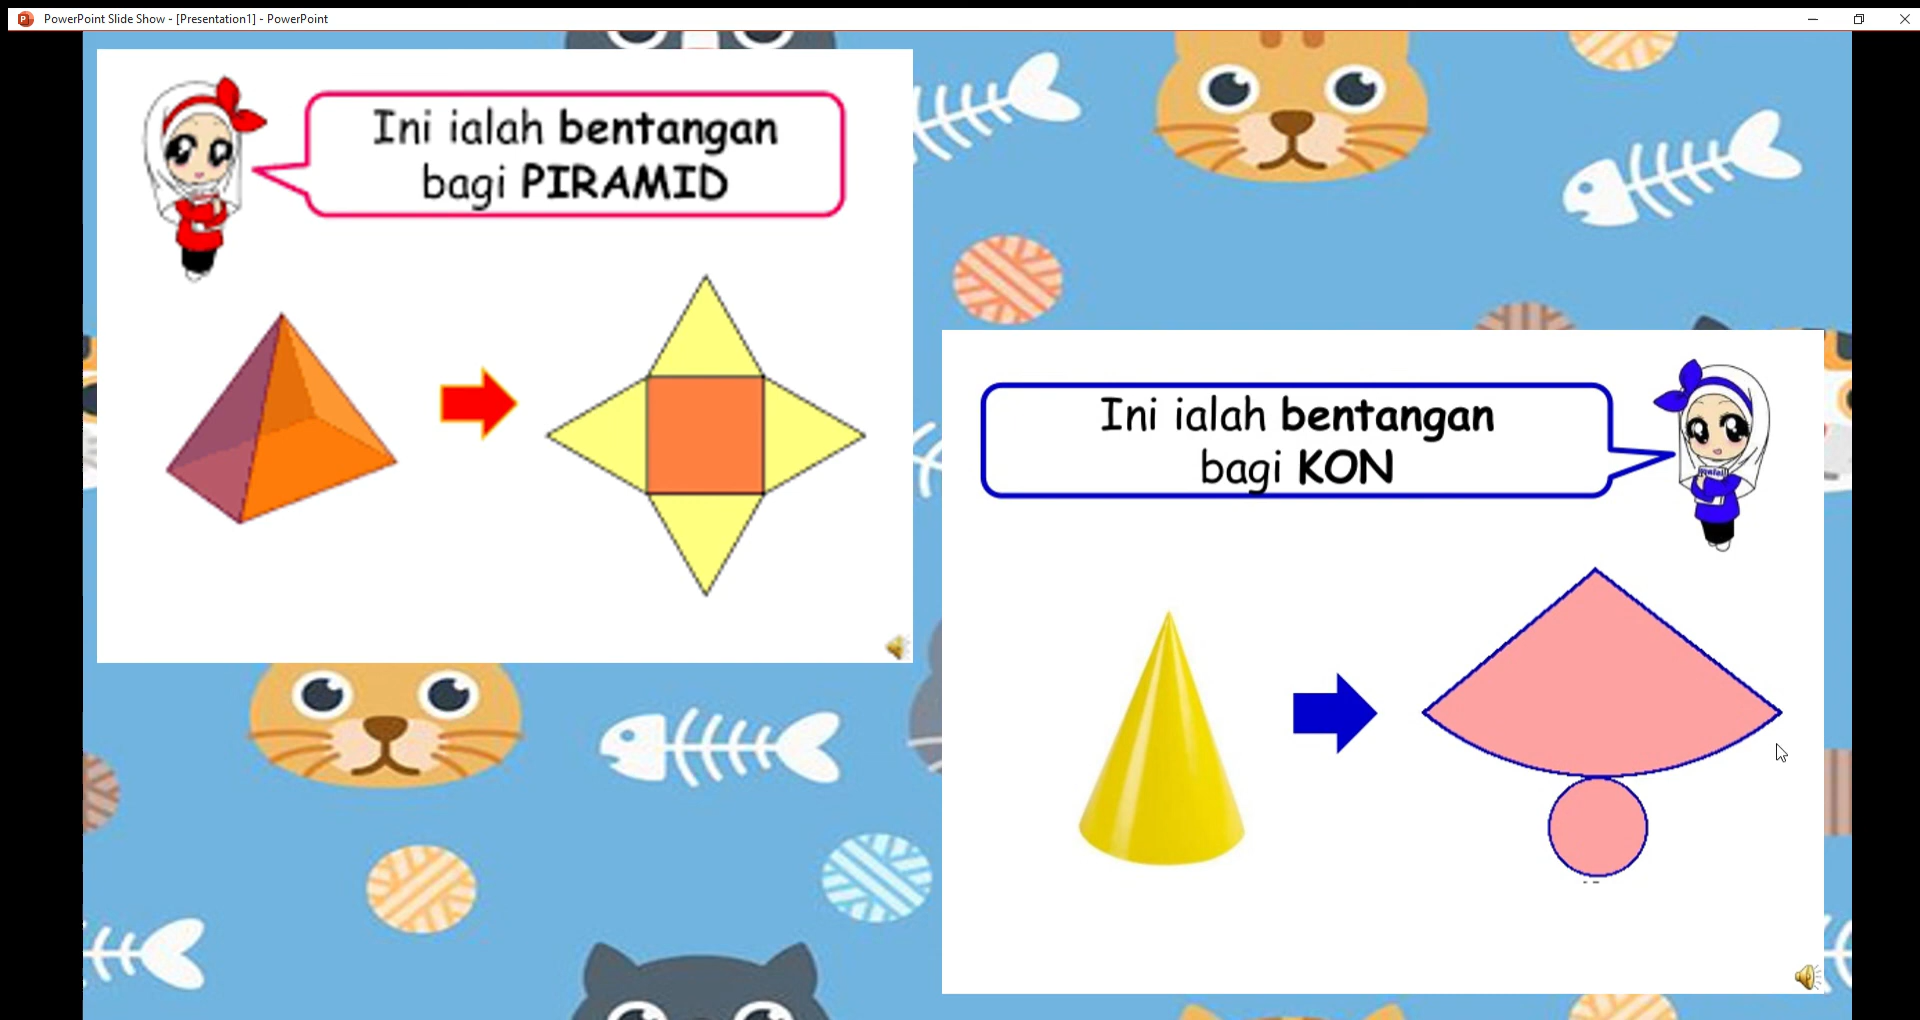 PowerPoint Slide Show - [Presentation1] - PowerPoint
Ini ialah bentangan
bagi PIRAMID
Ini ialah bentangan
bagi KON